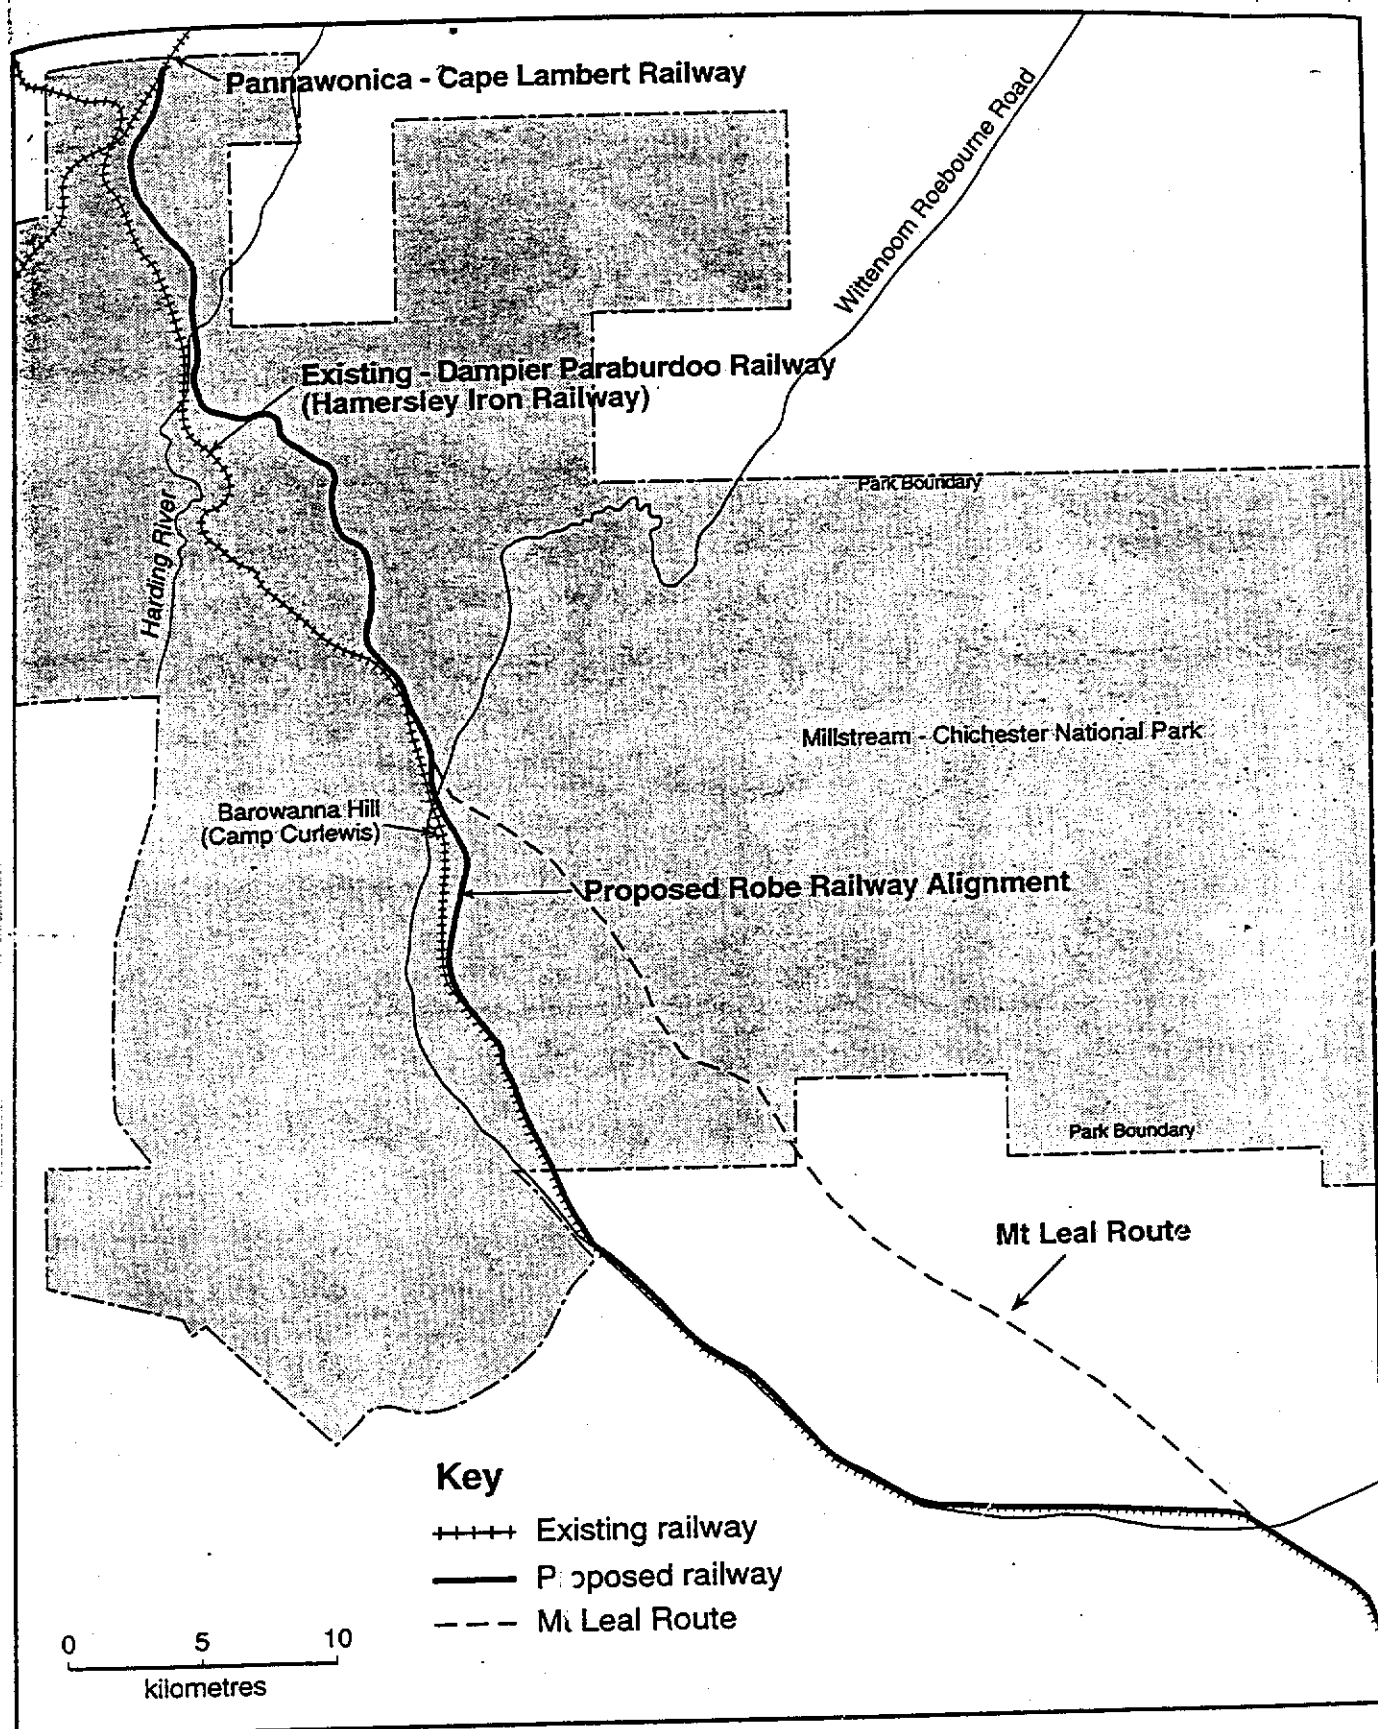 Pannawonica - Cape Lambert Railway
Wittenoom Roebourne Road
Existing - Dampier Paraburdoo Railway
(Hamersley Iron Railway)
Park Boundary
Harding River
Millstream - Chichester National Park
Barowanna Hill
(Camp Curlewis)
Proposed Robe Railway Alignment
Park Boundary
Mt Leal Route
Key
Existing railway
Proposed railway
Mt Leal Route
0 5 10
kilometres